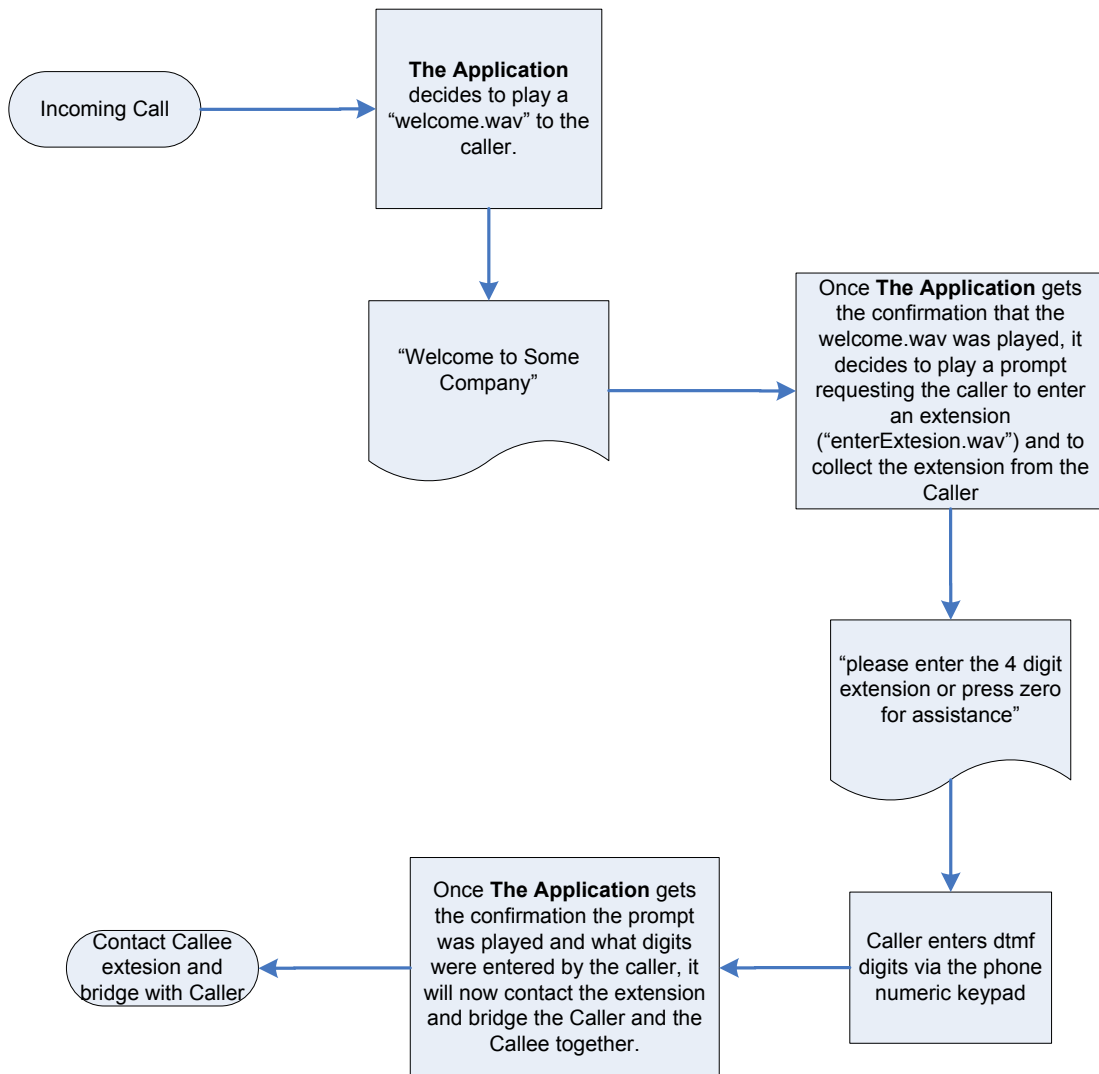 Incoming Call
The Application
decides to play a
“welcome.wav” to the
caller.
“Welcome to Some
Company”
Once The Application gets
the confirmation that the
welcome.wav was played, it
decides to play a prompt
requesting the caller to enter
an extension
(“enterExtesion.wav”) and to
collect the extension from the
Caller
“please enter the 4 digit
extension or press zero
for assistance”
Caller enters dtmf
digits via the phone
numeric keypad
Once The Application gets
the confirmation the prompt
was played and what digits
were entered by the caller, it
will now contact the extension
and bridge the Caller and the
Callee together.
Contact Callee
extesion and
bridge with Caller